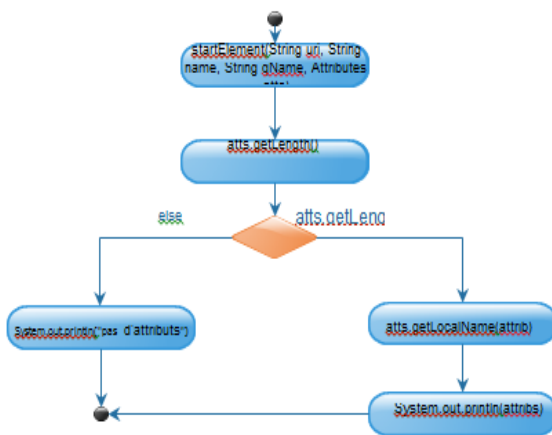 startElement(String uri, String
name, String qName, Attributes
atts)
atts.getLength()
else
atts.getLeng
System.out.println("pas d'attributs")
atts.getLocalName(attrib)
System.out.println(attribs)